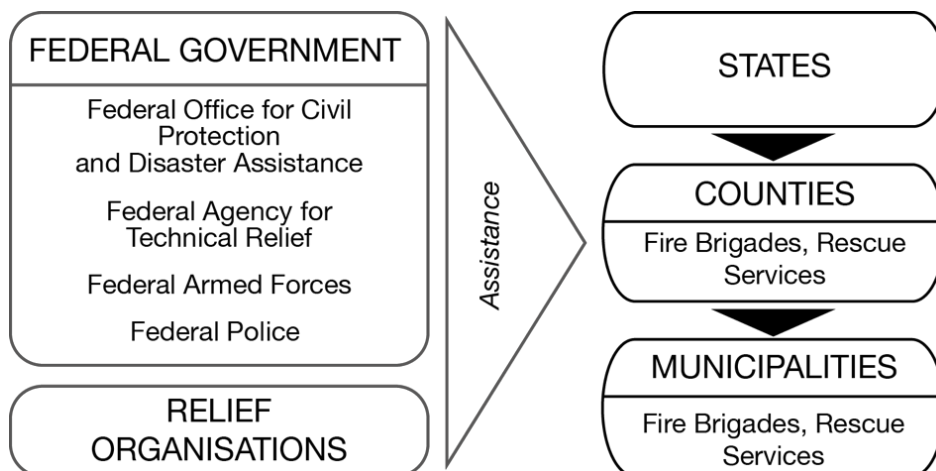 FEDERAL GOVERNMENT
Federal Office for Civil
Protection
and Disaster Assistance
Federal Agency for
Technical Relief
Federal Armed Forces
Federal Police
RELIEF
ORGANISATIONS
Assistance
STATES
COUNTIES
Fire Brigades, Rescue
Services
MUNICIPALITIES
Fire Brigades, Rescue
Services